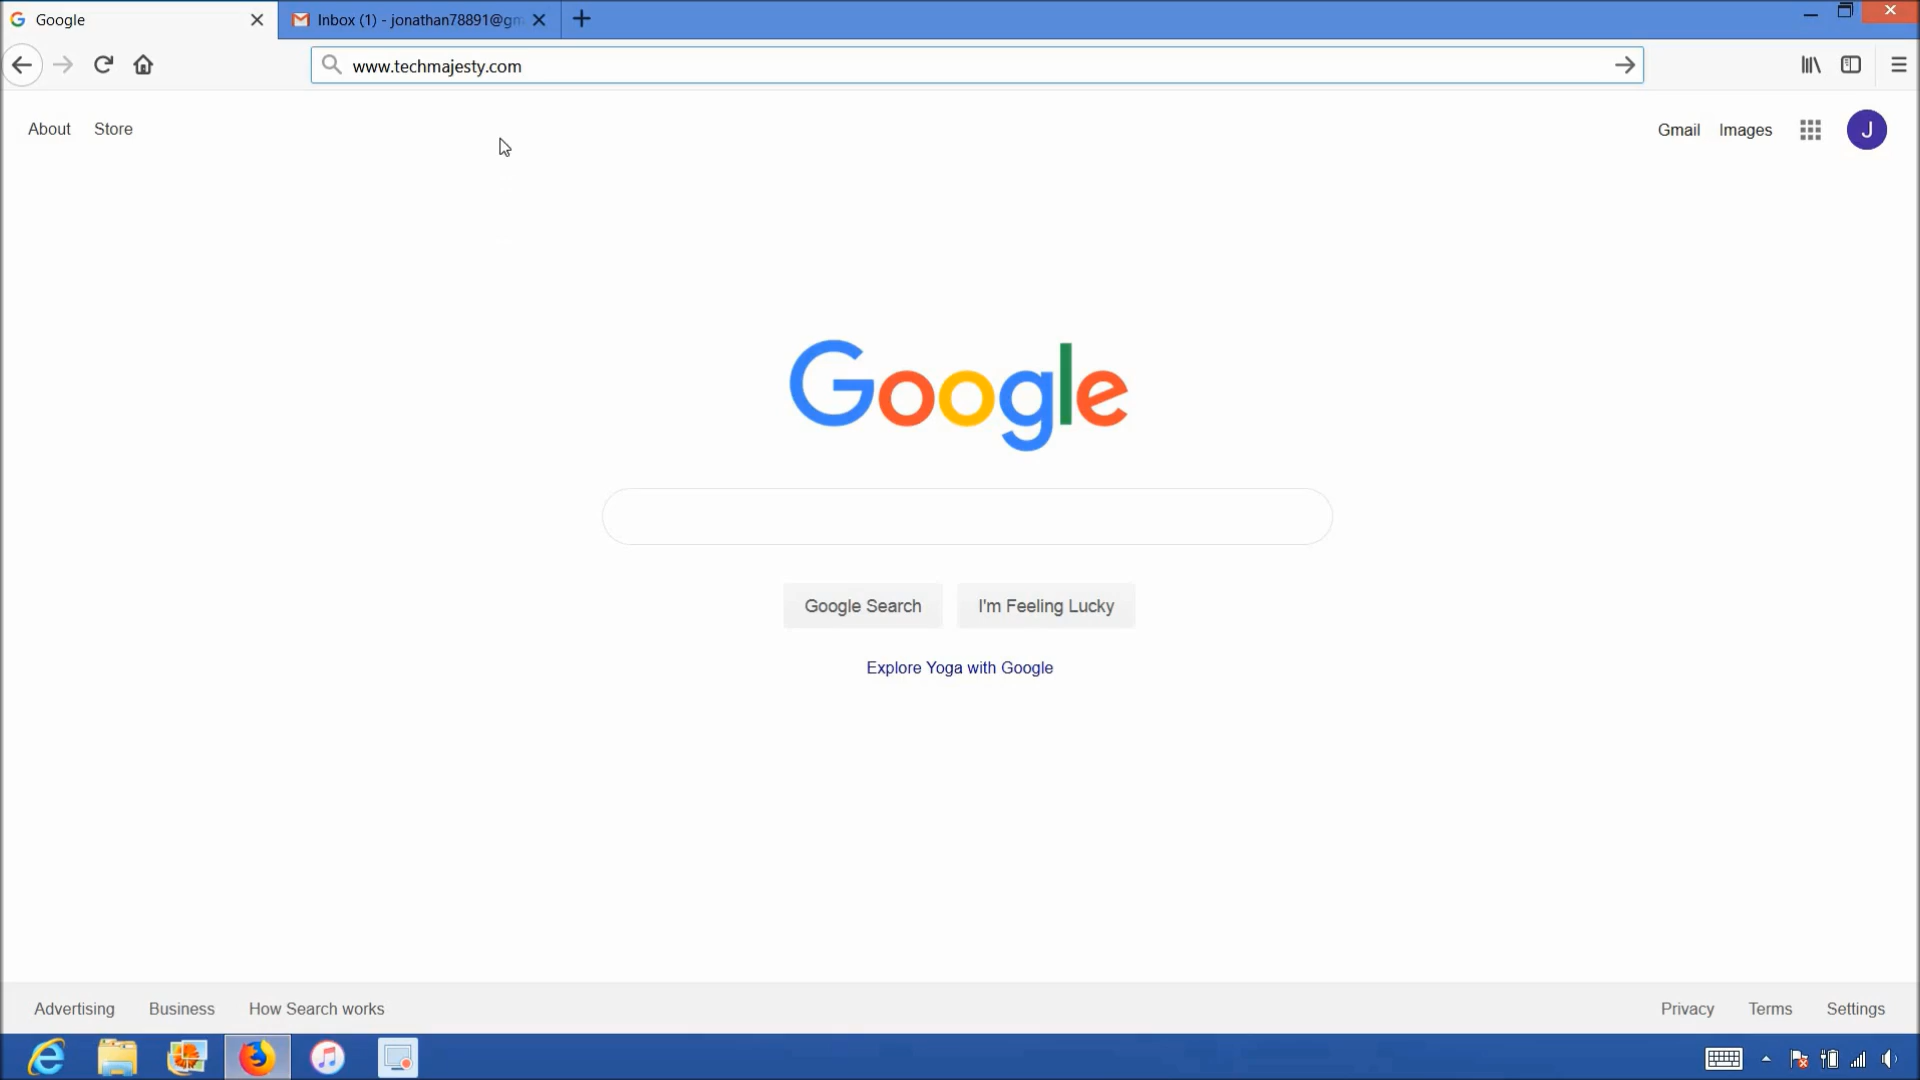 Google
Inbox (1) - jonathan78891@gm
www.techmajesty.com
About Store
Gmail Images J
Google
Google Search I'm Feeling Lucky
Explore Yoga with Google
Advertising Business How Search works
Privacy Terms Settings